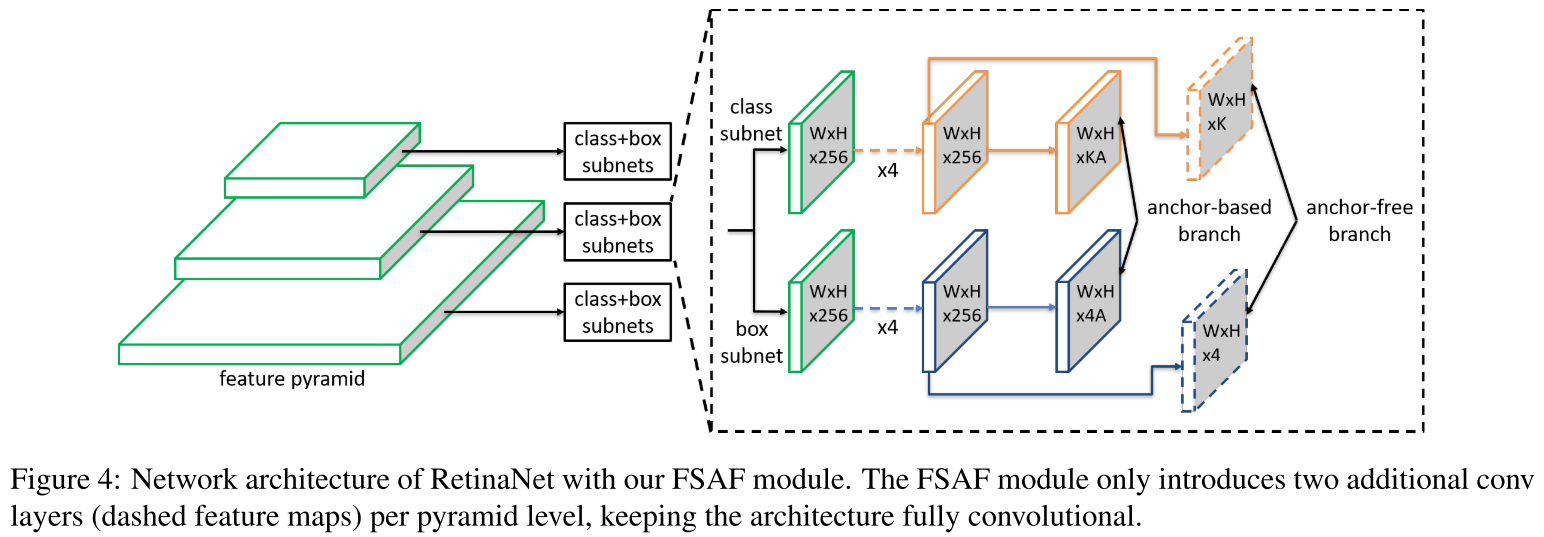 class+box
subnets
class+box
subnets
class+box
subnets
feature pyramid
class
subnet
WxH
x256
x4
WxH
x256
WxH
xKA
WxH
xK
anchor-based
branch
anchor-free
branch
box
subnet
WxH
x256
x4
WxH
x256
WxH
x4A
WxH
x4
Figure 4: Network architecture of RetinaNet with our FSAF module. The FSAF module only introduces two additional conv
layers (dashed feature maps) per pyramid level, keeping the architecture fully convolutional.